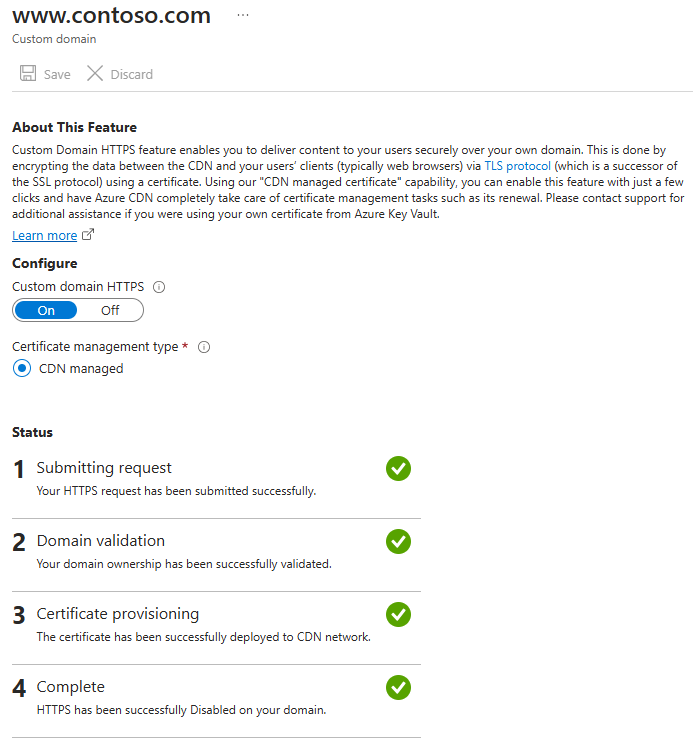 www.contoso.com ...
Custom domain
Save Discard
About This Feature
Custom Domain HTTPS feature enables you to deliver content to your users securely over your own domain. This is done by
encrypting the data between the CDN and your users' clients (typically web browsers) via TLS protocol (which is a successor of
the SSL protocol) using a certificate. Using our "CDN managed certificate" capability, you can enable this feature with just a few
clicks and have Azure CDN completely take care of certificate management tasks such as its renewal. Please contact support for
additional assistance if you were using your own certificate from Azure Key Vault.
Learn more
Configure
Custom domain HTTPS
On Off
Certificate management type *
CDN managed
Status
1 Submitting request
Your HTTPS request has been submitted successfully.
2 Domain validation
Your domain ownership has been successfully validated.
3 Certificate provisioning
The certificate has been successfully deployed to CDN network.
4 Complete
HTTPS has been successfully Disabled on your domain.